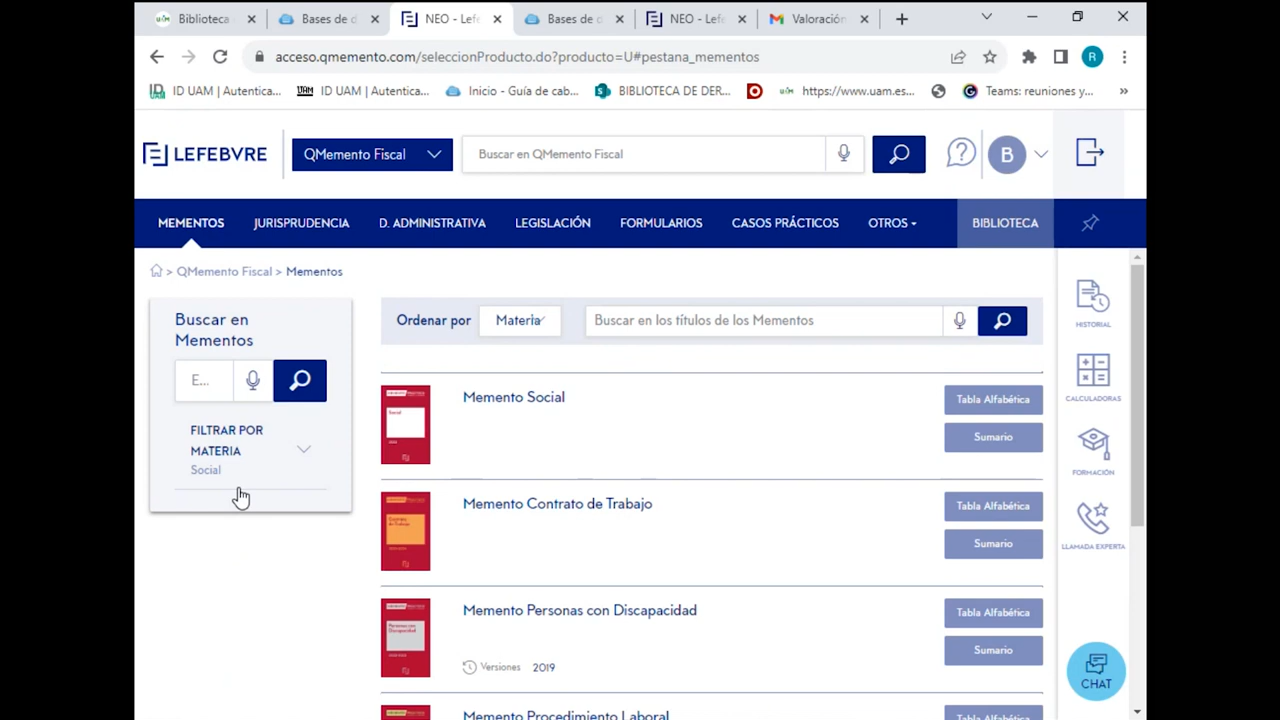 Biblioteca
Bases de d
NEO - Lef
Bases de d
NEO - Lef
Valoración
acceso.qmemento.com/seleccionProducto.do?producto=U#pestana_mementos
R
ID UAM | Autentica...
ID UAM | Autentica...
Inicio - Guía de cab...
BIBLIOTECA DE DER...
https://www.uam.es...
Teams: reuniones y...
»
LEFEBVRE
QMemento Fiscal
Buscar en QMemento Fiscal
B
MEMENTOS
JURISPRUDENCIA
D. ADMINISTRATIVA
LEGISLACIÓN
FORMULARIOS
CASOS PRÁCTICOS
OTROS
BIBLIOTECA
> QMemento Fiscal > Mementos
Buscar en
Mementos
E...
FILTRAR POR
MATERIA
Social
Ordenar por
Materia
Buscar en los títulos de los Mementos
Memento Social
Tabla Alfabética
Sumario
Memento Contrato de Trabajo
Tabla Alfabética
Sumario
Memento Personas con Discapacidad
Versiones 2019
Tabla Alfabética
Sumario
Memento Procedimiento Laboral
Tabla Alfabética
HISTORIAL
CALCULADORAS
FORMACIÓN
LLAMADA EXPERTA
CHAT